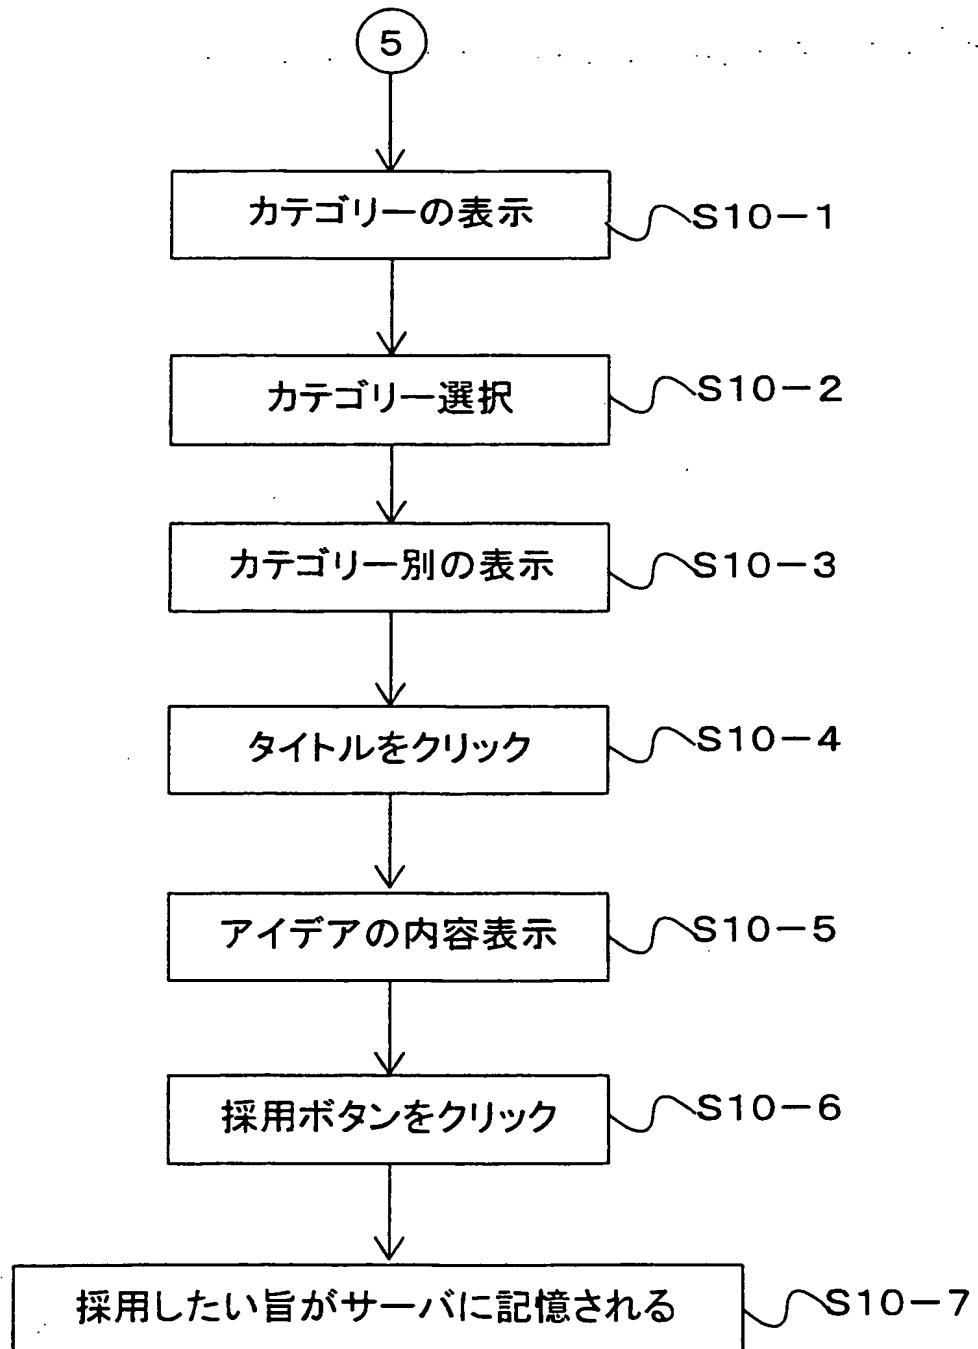 5
カテゴリーの表示
S10-1
カテゴリー選択
S10-2
カテゴリー別の表示
S10-3
タイトルをクリック
S10-4
アイデアの内容表示
S10-5
採用ボタンをクリック
S10-6
採用したい旨がサーバに記憶される
S10-7